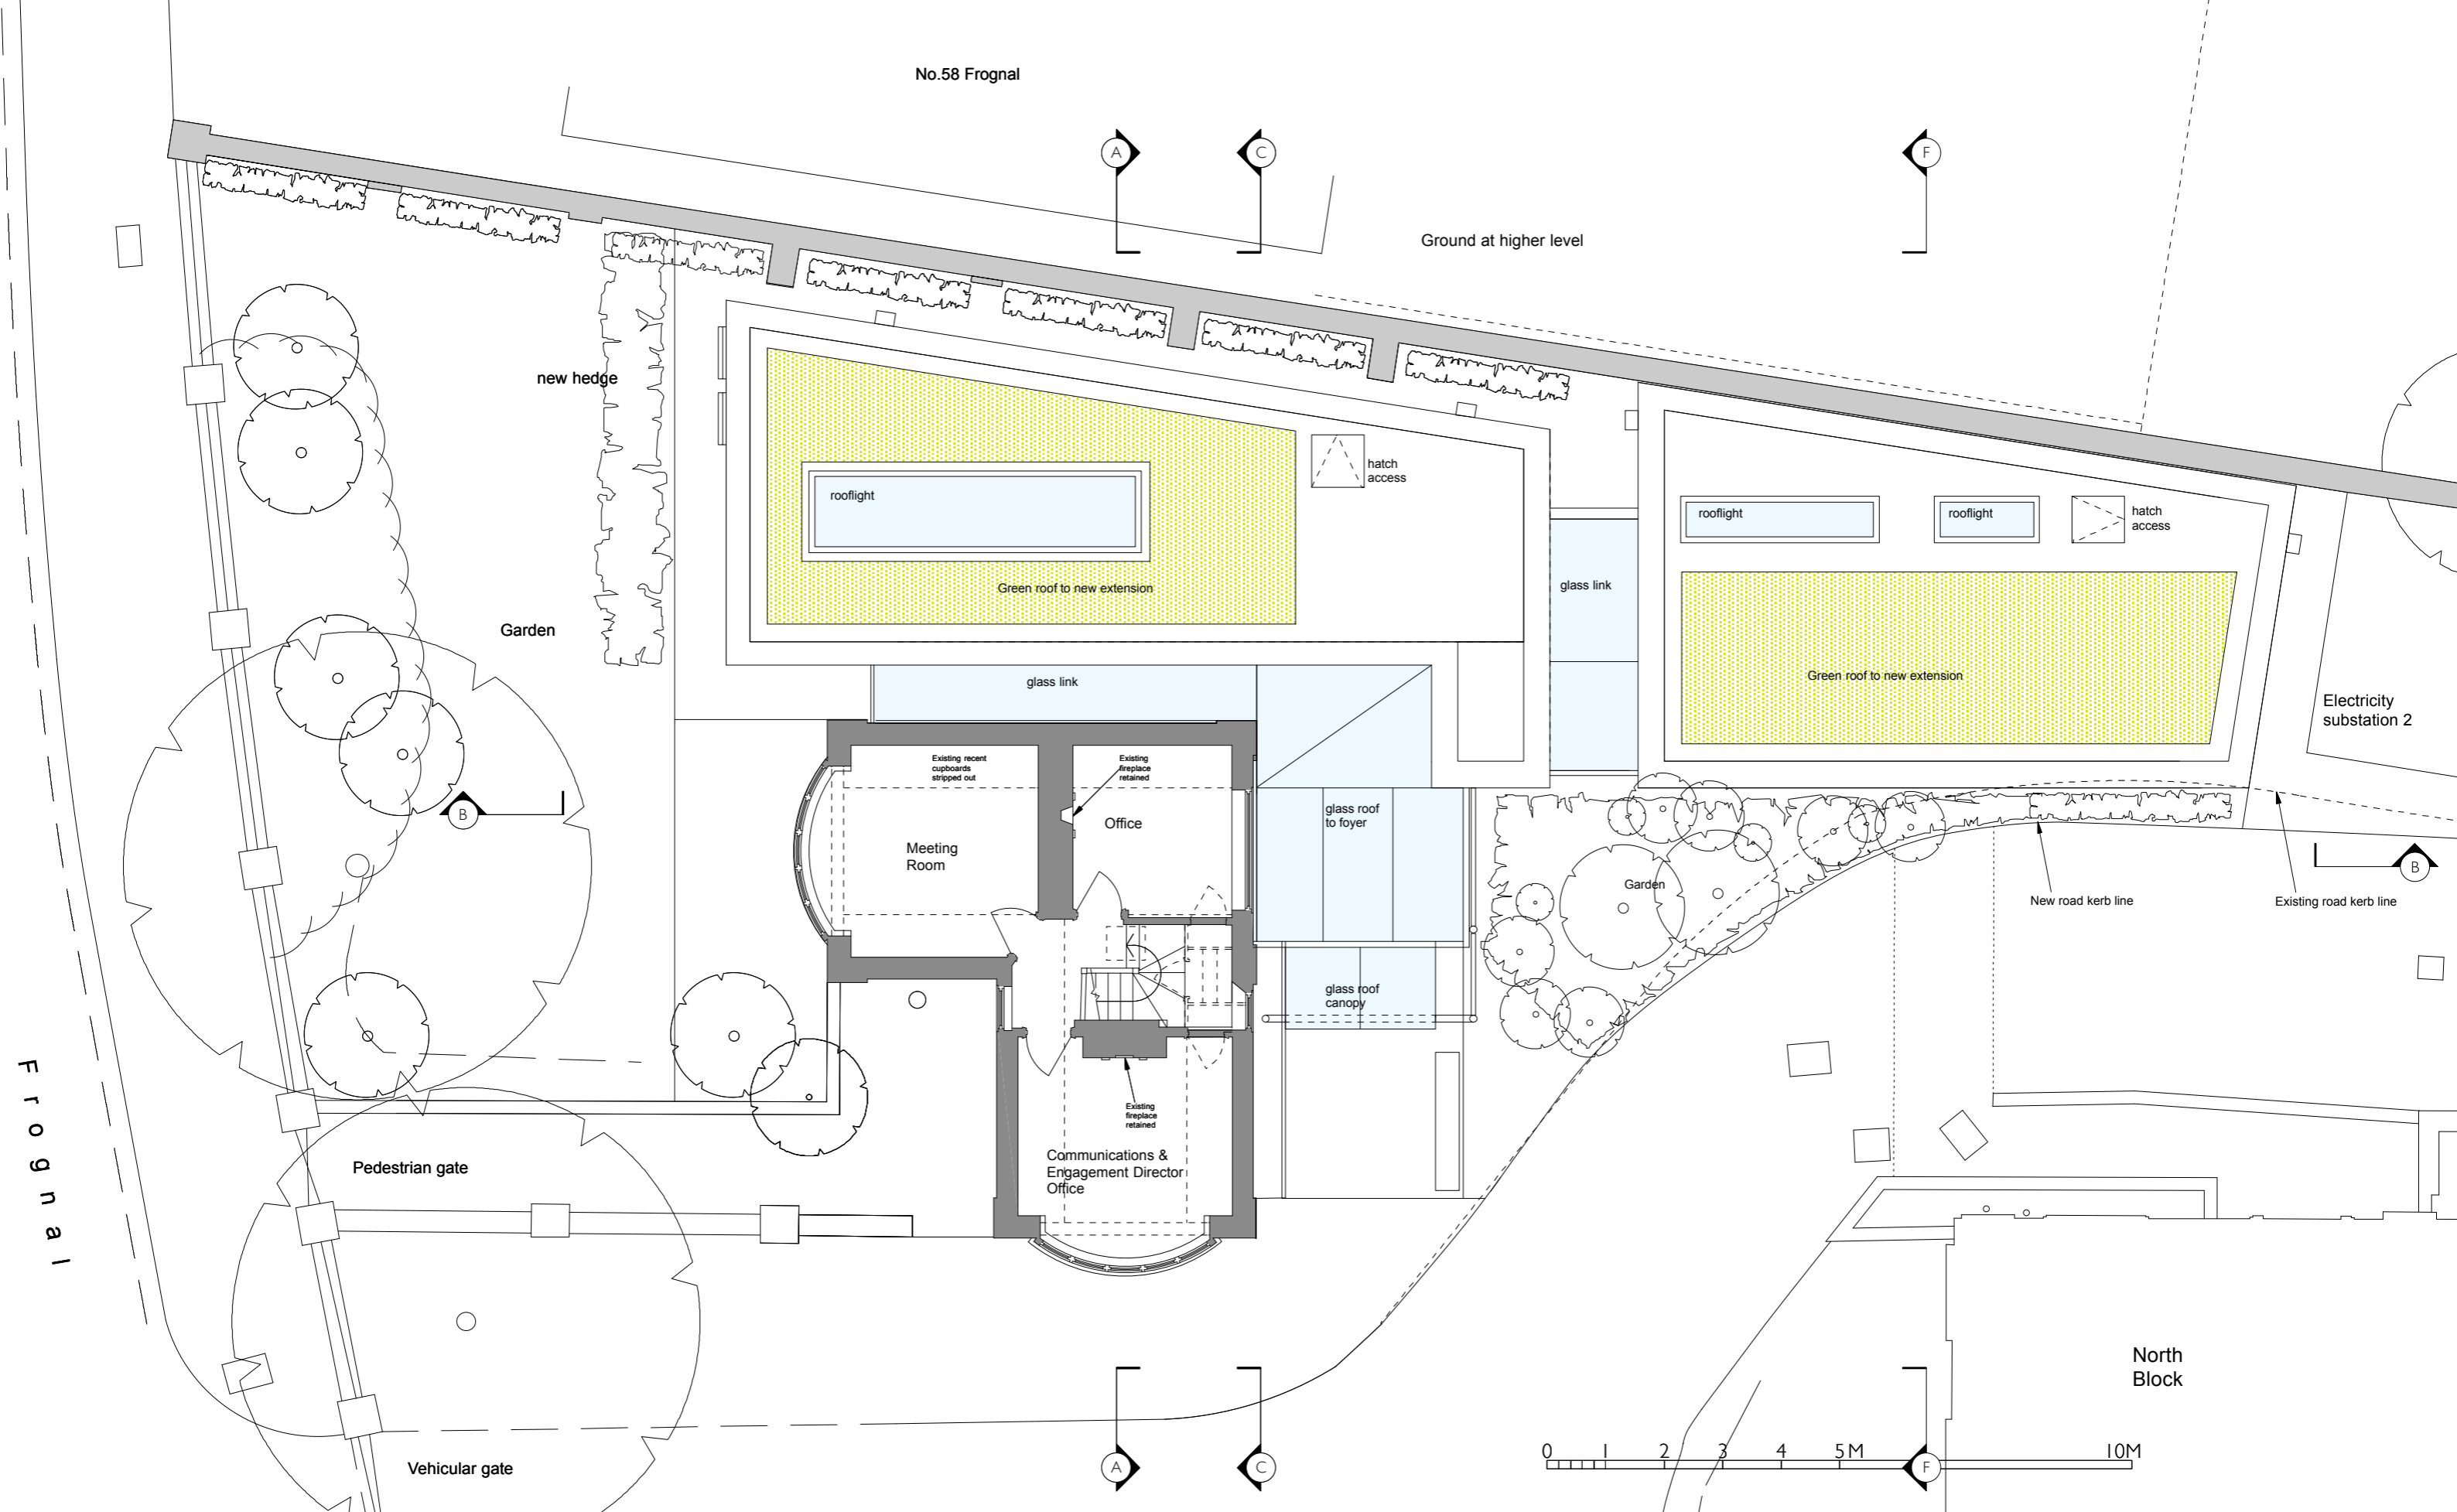 No.58 Frognal
A
C
F
Ground at higher level
new hedge
hatch
access
rooflight
rooflight
rooflight
hatch
access
Green roof to new extension
glass link
Garden
glass link
Green roof to new extension
Electricity
substation 2
Existing recent
cupboards
stripped out
Existing
fireplace
retained
B
glass roof
to foyer
Office
Meeting
Room
Garden
B
New road kerb line
Existing road kerb line
glass roof
canopy
Existing
fireplace
retained
Frognal
Communications &
Engagement Director
Office
Pedestrian gate
North
Block
Vehicular gate
A
C
0 1 2 3 4 5M 10M
F